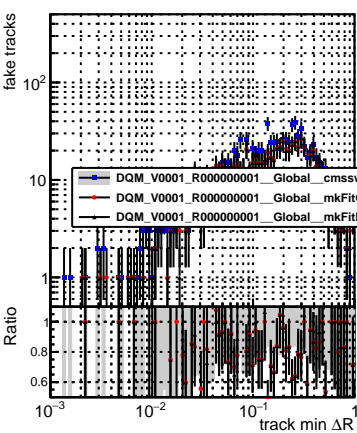 fake tracks
10²
10
1
DQM_V0001_R000000001__Global__cmssw
DQM_V0001_R000000001__Global__mkFit
DQM_V0001_R000000001__Global__mkFit
Ratio
1
0.8
0.6
10⁻³
10⁻²
10⁻¹
1
track min ΔR